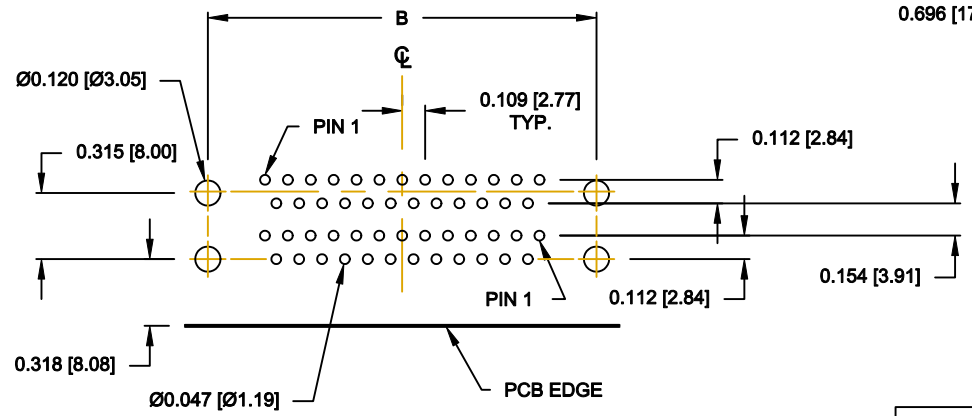 B
0.696 [17
℄
Ø0.120 [Ø3.05]
0.109 [2.77]
TYP.
PIN 1
0.112 [2.84]
0.315 [8.00]
0.154 [3.91]
PIN 1
0.112 [2.84]
0.318 [8.08]
Ø0.047 [Ø1.19]
PCB EDGE